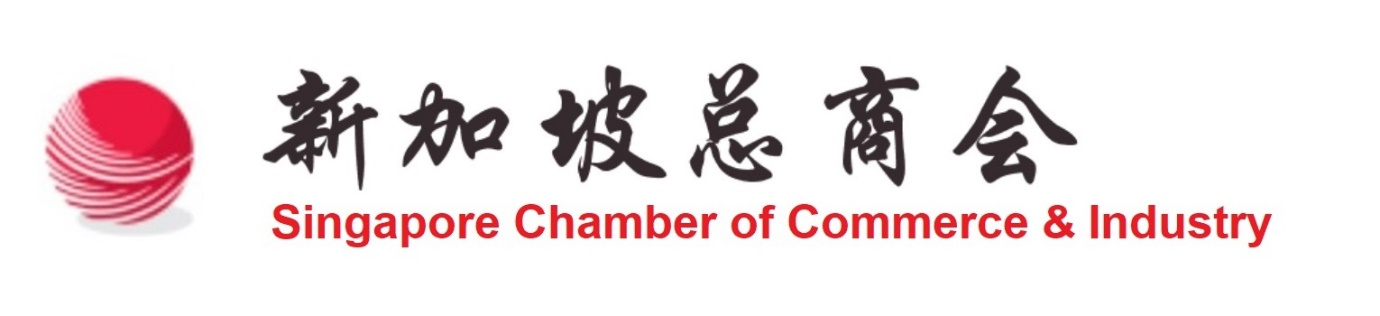 新加坡总商会
Singapore Chamber of Commerce & Industry